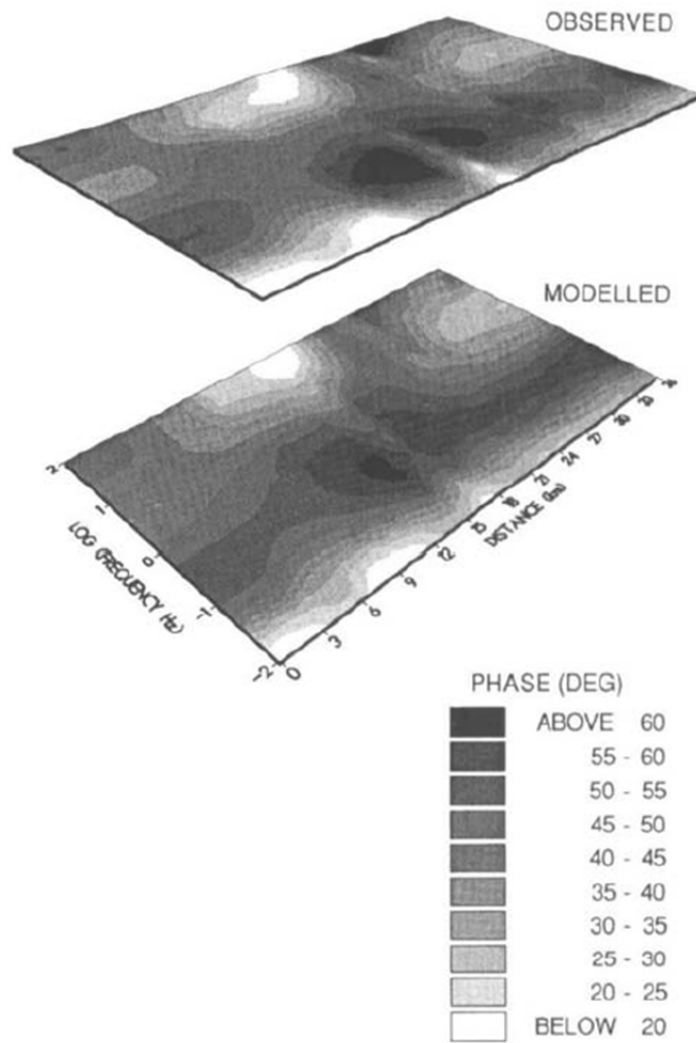 OBSERVED
MODELLED
2
1
0
-1
-2
LOG (FREQUENCY Hz)
0
3
6
9
12
15
18
21
24
27
30
DISTANCE (km)
PHASE (DEG)
ABOVE 60
55 - 60
50 - 55
45 - 50
40 - 45
35 - 40
30 - 35
25 - 30
20 - 25
BELOW 20